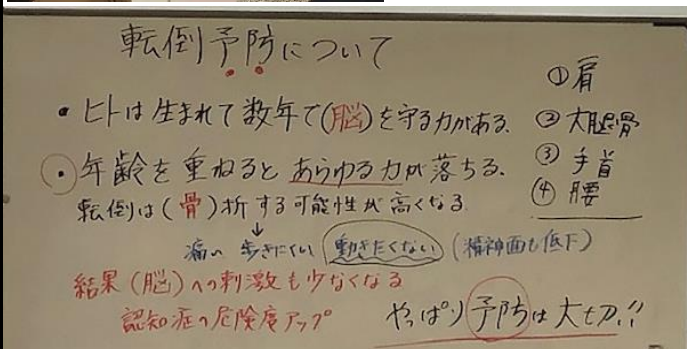 転倒予防について
・ヒトは生まれて数年で(脳)を守る力がある.
・年齢を重ねるとあらゆる力が落ちる.
転倒は(骨)折する可能性が高くなる
↓
痛い 歩きにくい 動きたくない (精神面も低下)
結果(脳)への刺激も少なくなる
認知症の危険度アップ
やっぱり予防は大切!!
①肩
②大腿骨
③手首
④腰